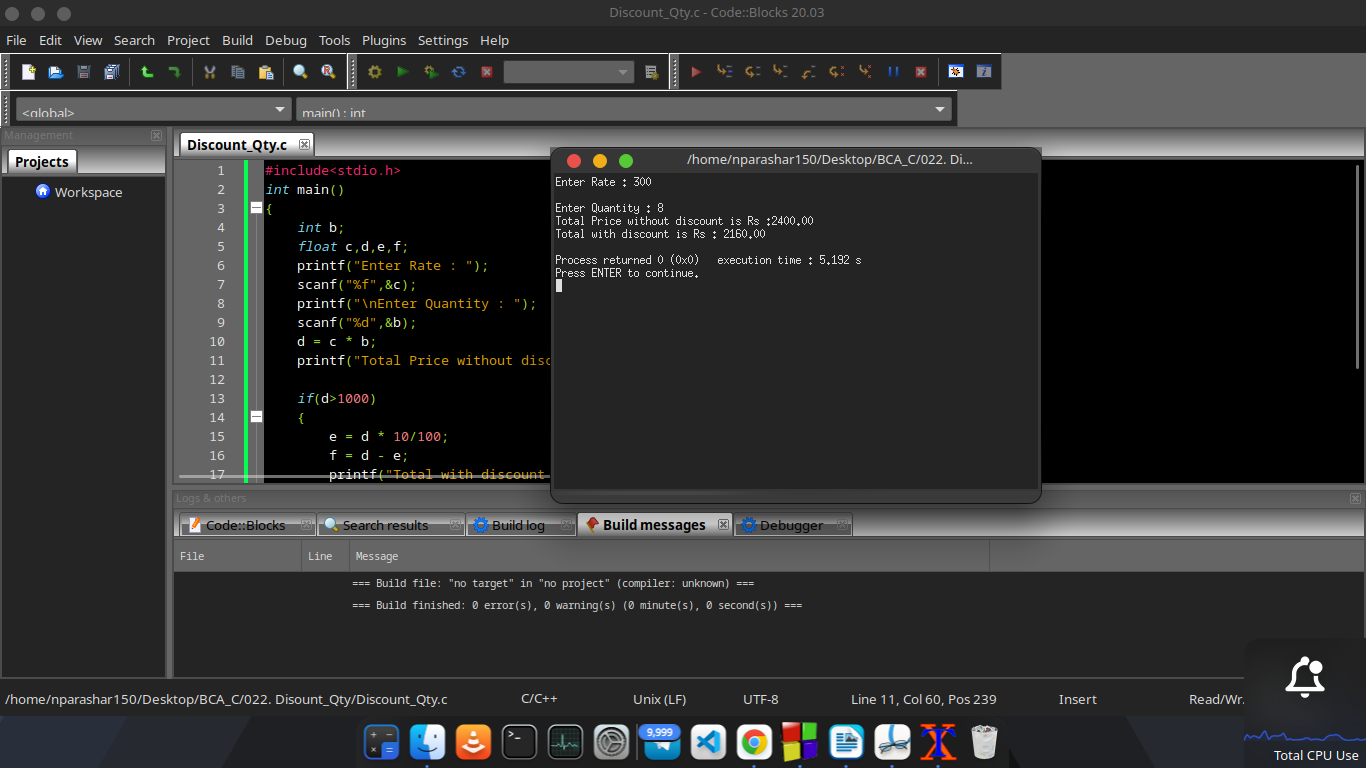 Discount_Qty.c - Code::Blocks 20.03
File Edit View Search Project Build Debug Tools Plugins Settings Help
<global> main() : int
Management
Discount_Qty.c
Projects
Workspace
1 #include<stdio.h>
2 int main()
3 {
4 int b;
5 float c,d,e,f;
6 printf("Enter Rate : ");
7 scanf("%f",&c);
8 printf("\nEnter Quantity : ");
9 scanf("%d",&b);
10 d = c * b;
11 printf("Total Price without disc
12
13 if(d>1000)
14 {
15 e = d * 10/100;
16 f = d - e;
17 printf("Total with discount
/home/nparashar150/Desktop/BCA_C/022. Di...
Enter Rate : 300
Enter Quantity : 8
Total Price without discount is Rs :2400.00
Total with discount is Rs : 2160.00
Process returned 0 (0x0) execution time : 5.192 s
Press ENTER to continue.
Logs & others
Code::Blocks Search results Build log Build messages Debugger
File Line Message
=== Build file: "no target" in "no project" (compiler: unknown) ===
=== Build finished: 0 error(s), 0 warning(s) (0 minute(s), 0 second(s)) ===
/home/nparashar150/Desktop/BCA_C/022. Disount_Qty/Discount_Qty.c C/C++ Unix (LF) UTF-8 Line 11, Col 60, Pos 239 Insert Read/Wr.
9,999
Total CPU Use